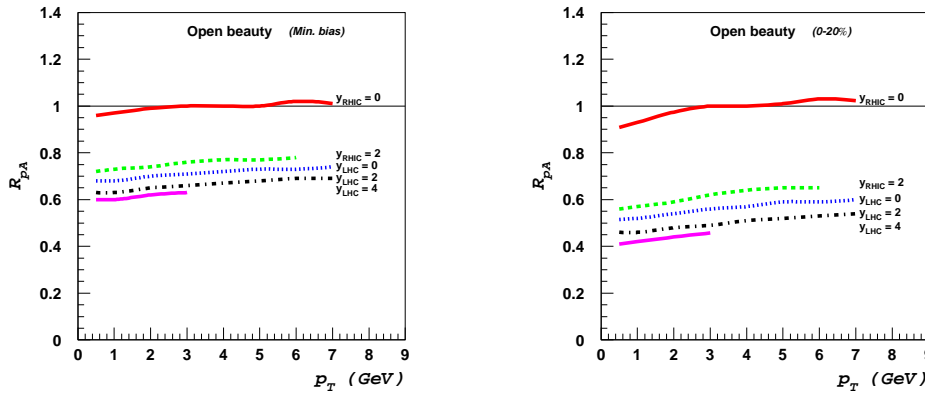 Open beauty (Min. bias)
R_pA
1.4
1.2
1
0.8
0.6
0.4
0.2
0
y_RHIC = 0
y_RHIC = 2
y_LHC = 0
y_LHC = 2
y_LHC = 4
0 1 2 3 4 5 6 7 8 9
p_T (GeV)
Open beauty (0-20%)
R_pA
1.4
1.2
1
0.8
0.6
0.4
0.2
0
y_RHIC = 0
y_RHIC = 2
y_LHC = 0
y_LHC = 2
y_LHC = 4
0 1 2 3 4 5 6 7 8 9
p_T (GeV)